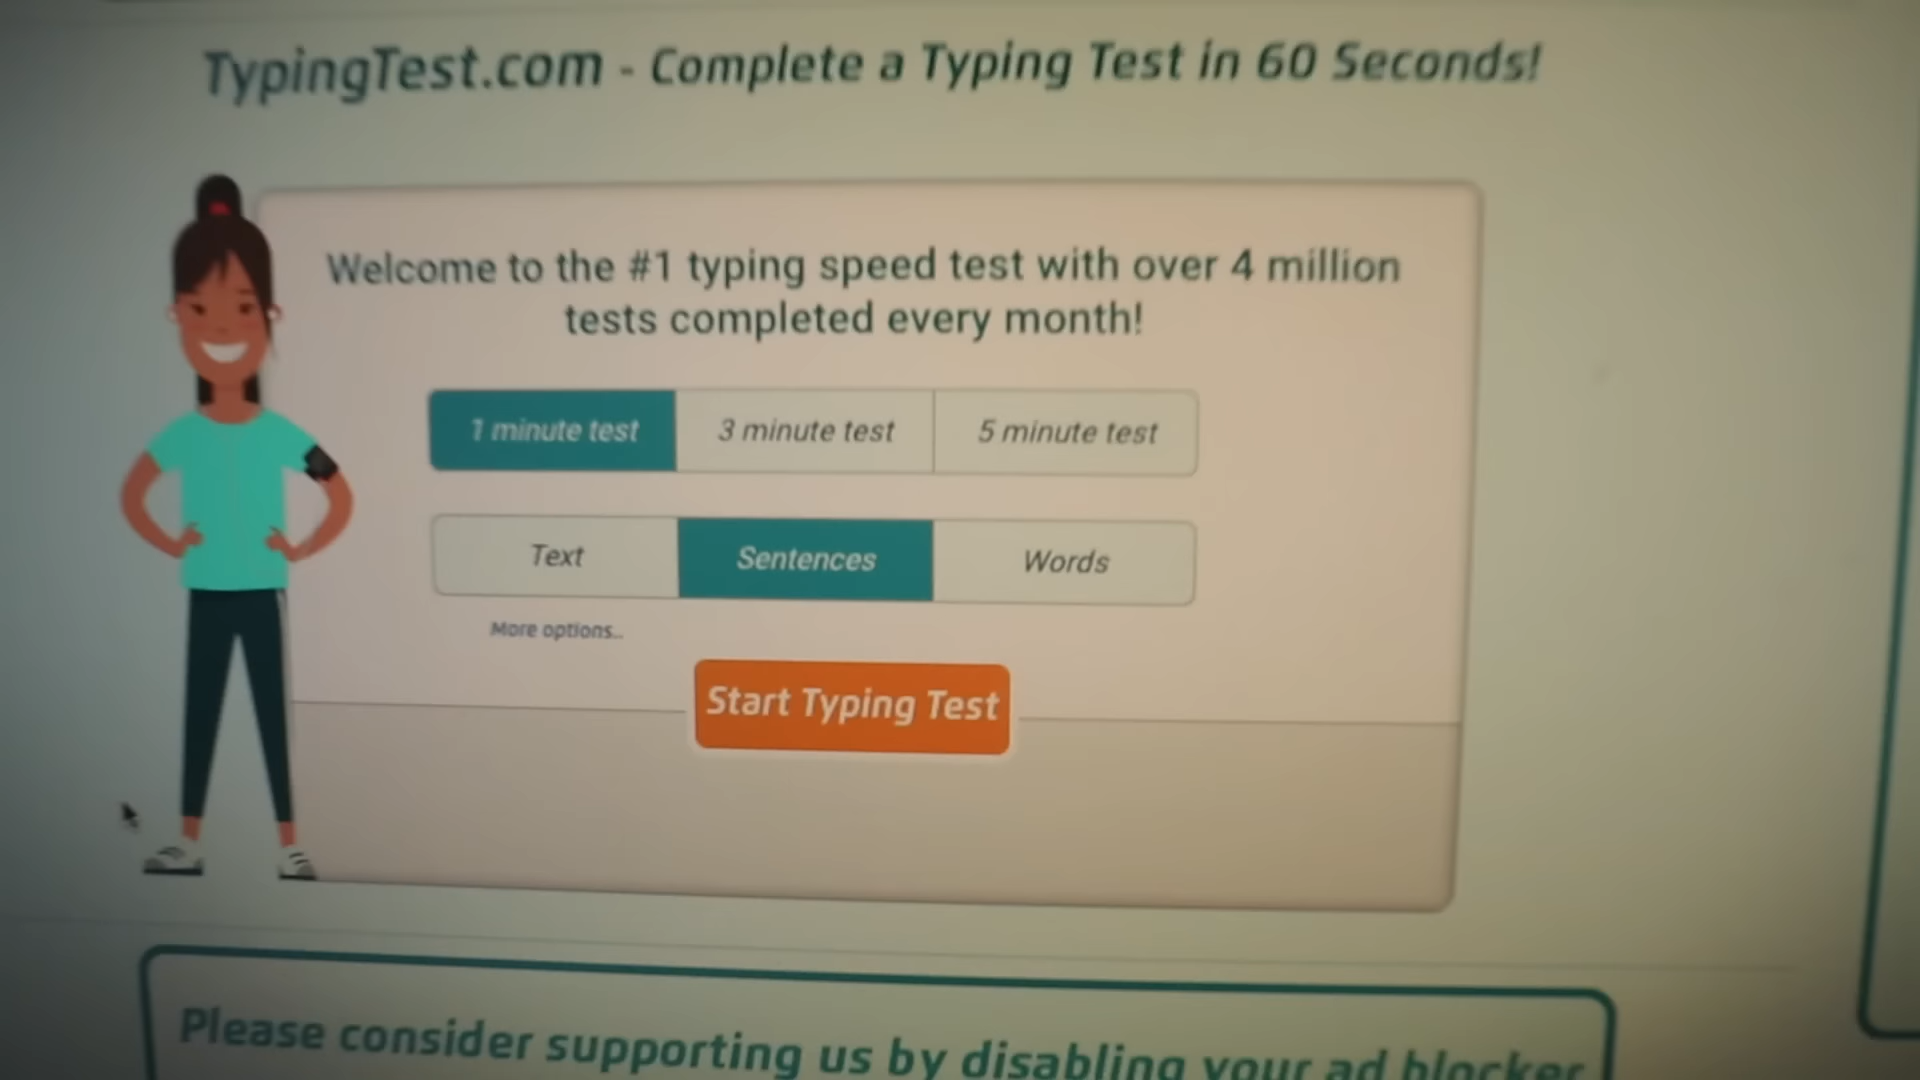 TypingTest.com - Complete a Typing Test in 60 Seconds!
Welcome to the #1 typing speed test with over 4 million
tests completed every month!
1 minute test 3 minute test 5 minute test
Text Sentences Words
More options...
Start Typing Test
Please consider supporting us by disabling your ad blocker